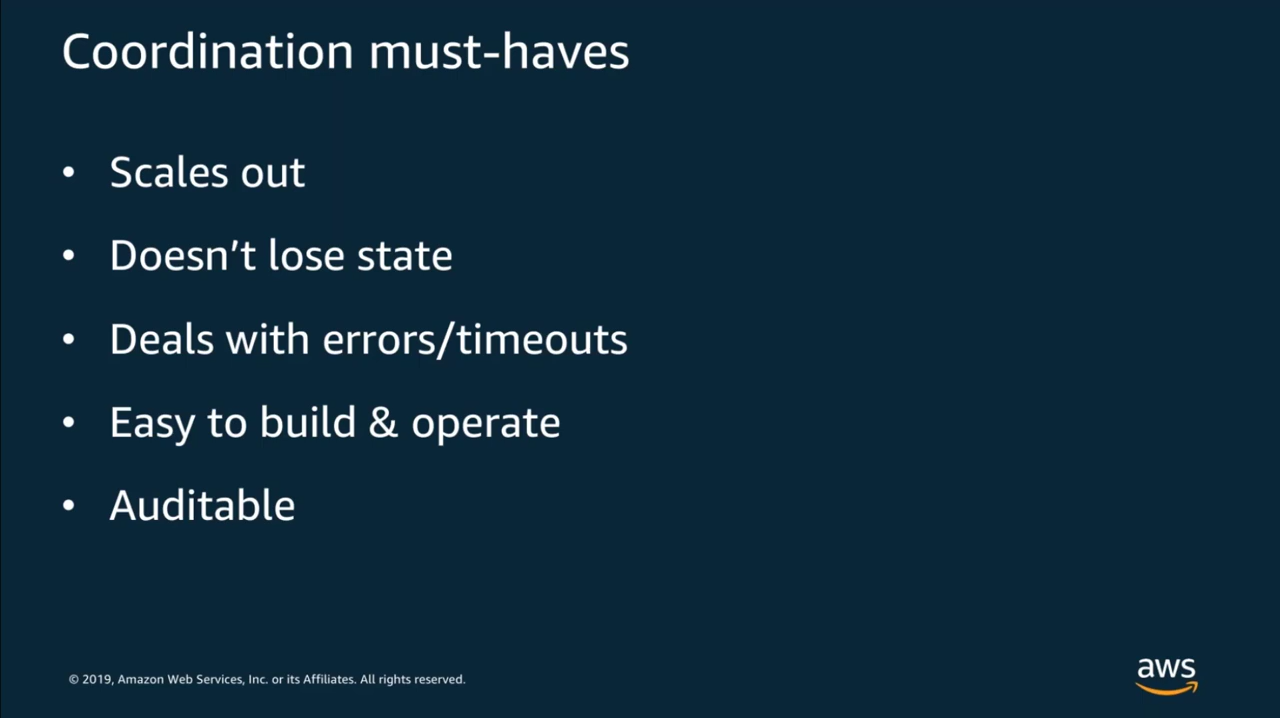 Coordination must-haves
• Scales out
• Doesn’t lose state
• Deals with errors/timeouts
• Easy to build & operate
• Auditable
© 2019, Amazon Web Services, Inc. or its Affiliates. All rights reserved.
aws